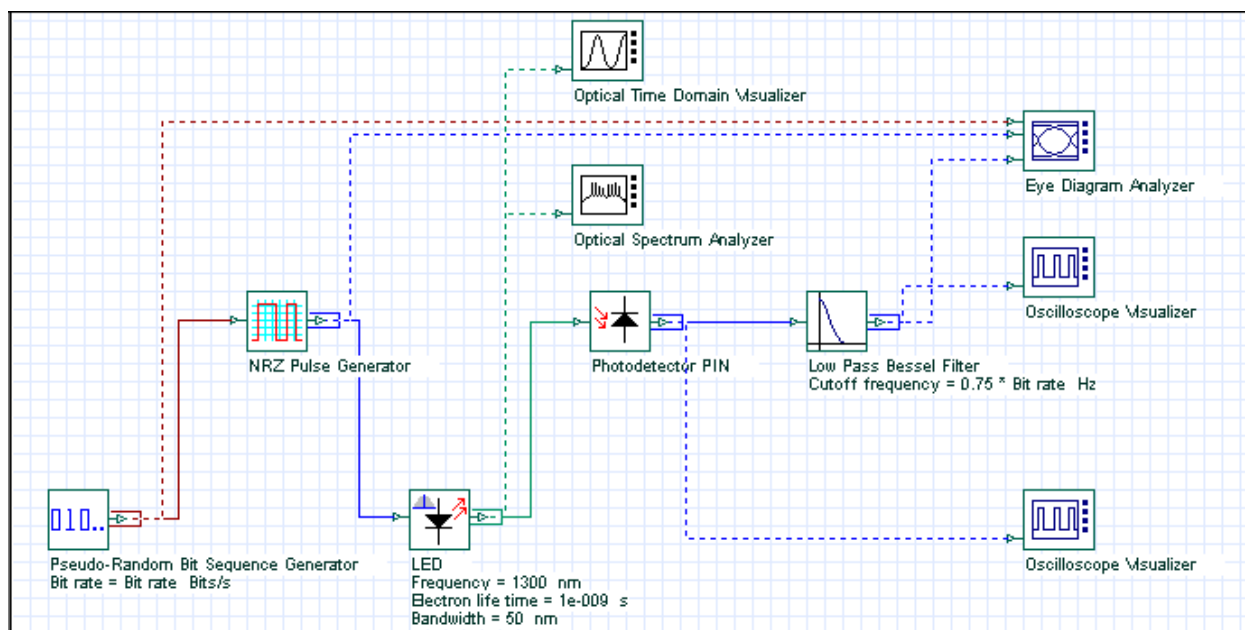 Optical Time Domain Visualizer
Eye Diagram Analyzer
Optical Spectrum Analyzer
Oscilloscope Visualizer
NRZ Pulse Generator
Photodetector PIN
Low Pass Bessel Filter
Cutoff frequency = 0.75 * Bit rate Hz
010..
Pseudo-Random Bit Sequence Generator
Bit rate = Bit rate Bits/s
LED
Frequency = 1300 nm
Electron life time = 1e-009 s
Bandwidth = 50 nm
Oscilloscope Visualizer